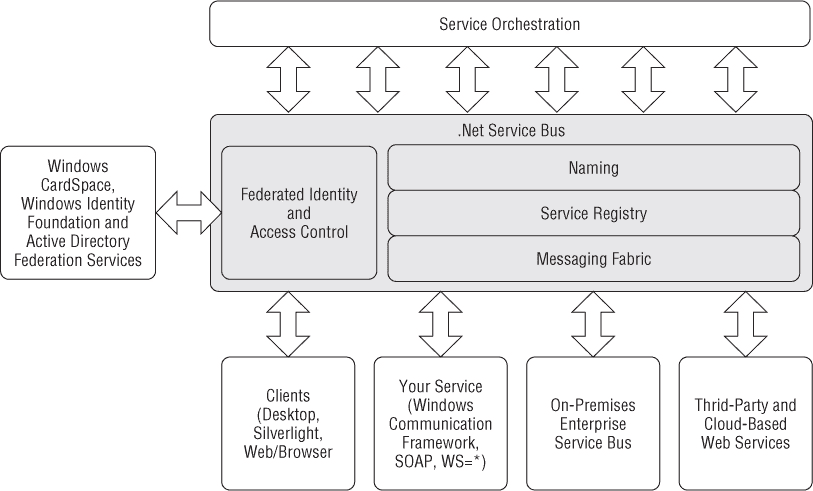 Service Orchestration
.Net Service Bus
Windows
CardSpace,
Windows Identity
Foundation and
Active Directory
Federation Services
Federated Identity
and
Access Control
Naming
Service Registry
Messaging Fabric
Clients
(Desktop,
Silverlight,
Web/Browser
Your Service
(Windows
Communication
Framework,
SOAP, WS=*)
On-Premises
Enterprise
Service Bus
Thrid-Party and
Cloud-Based
Web Services